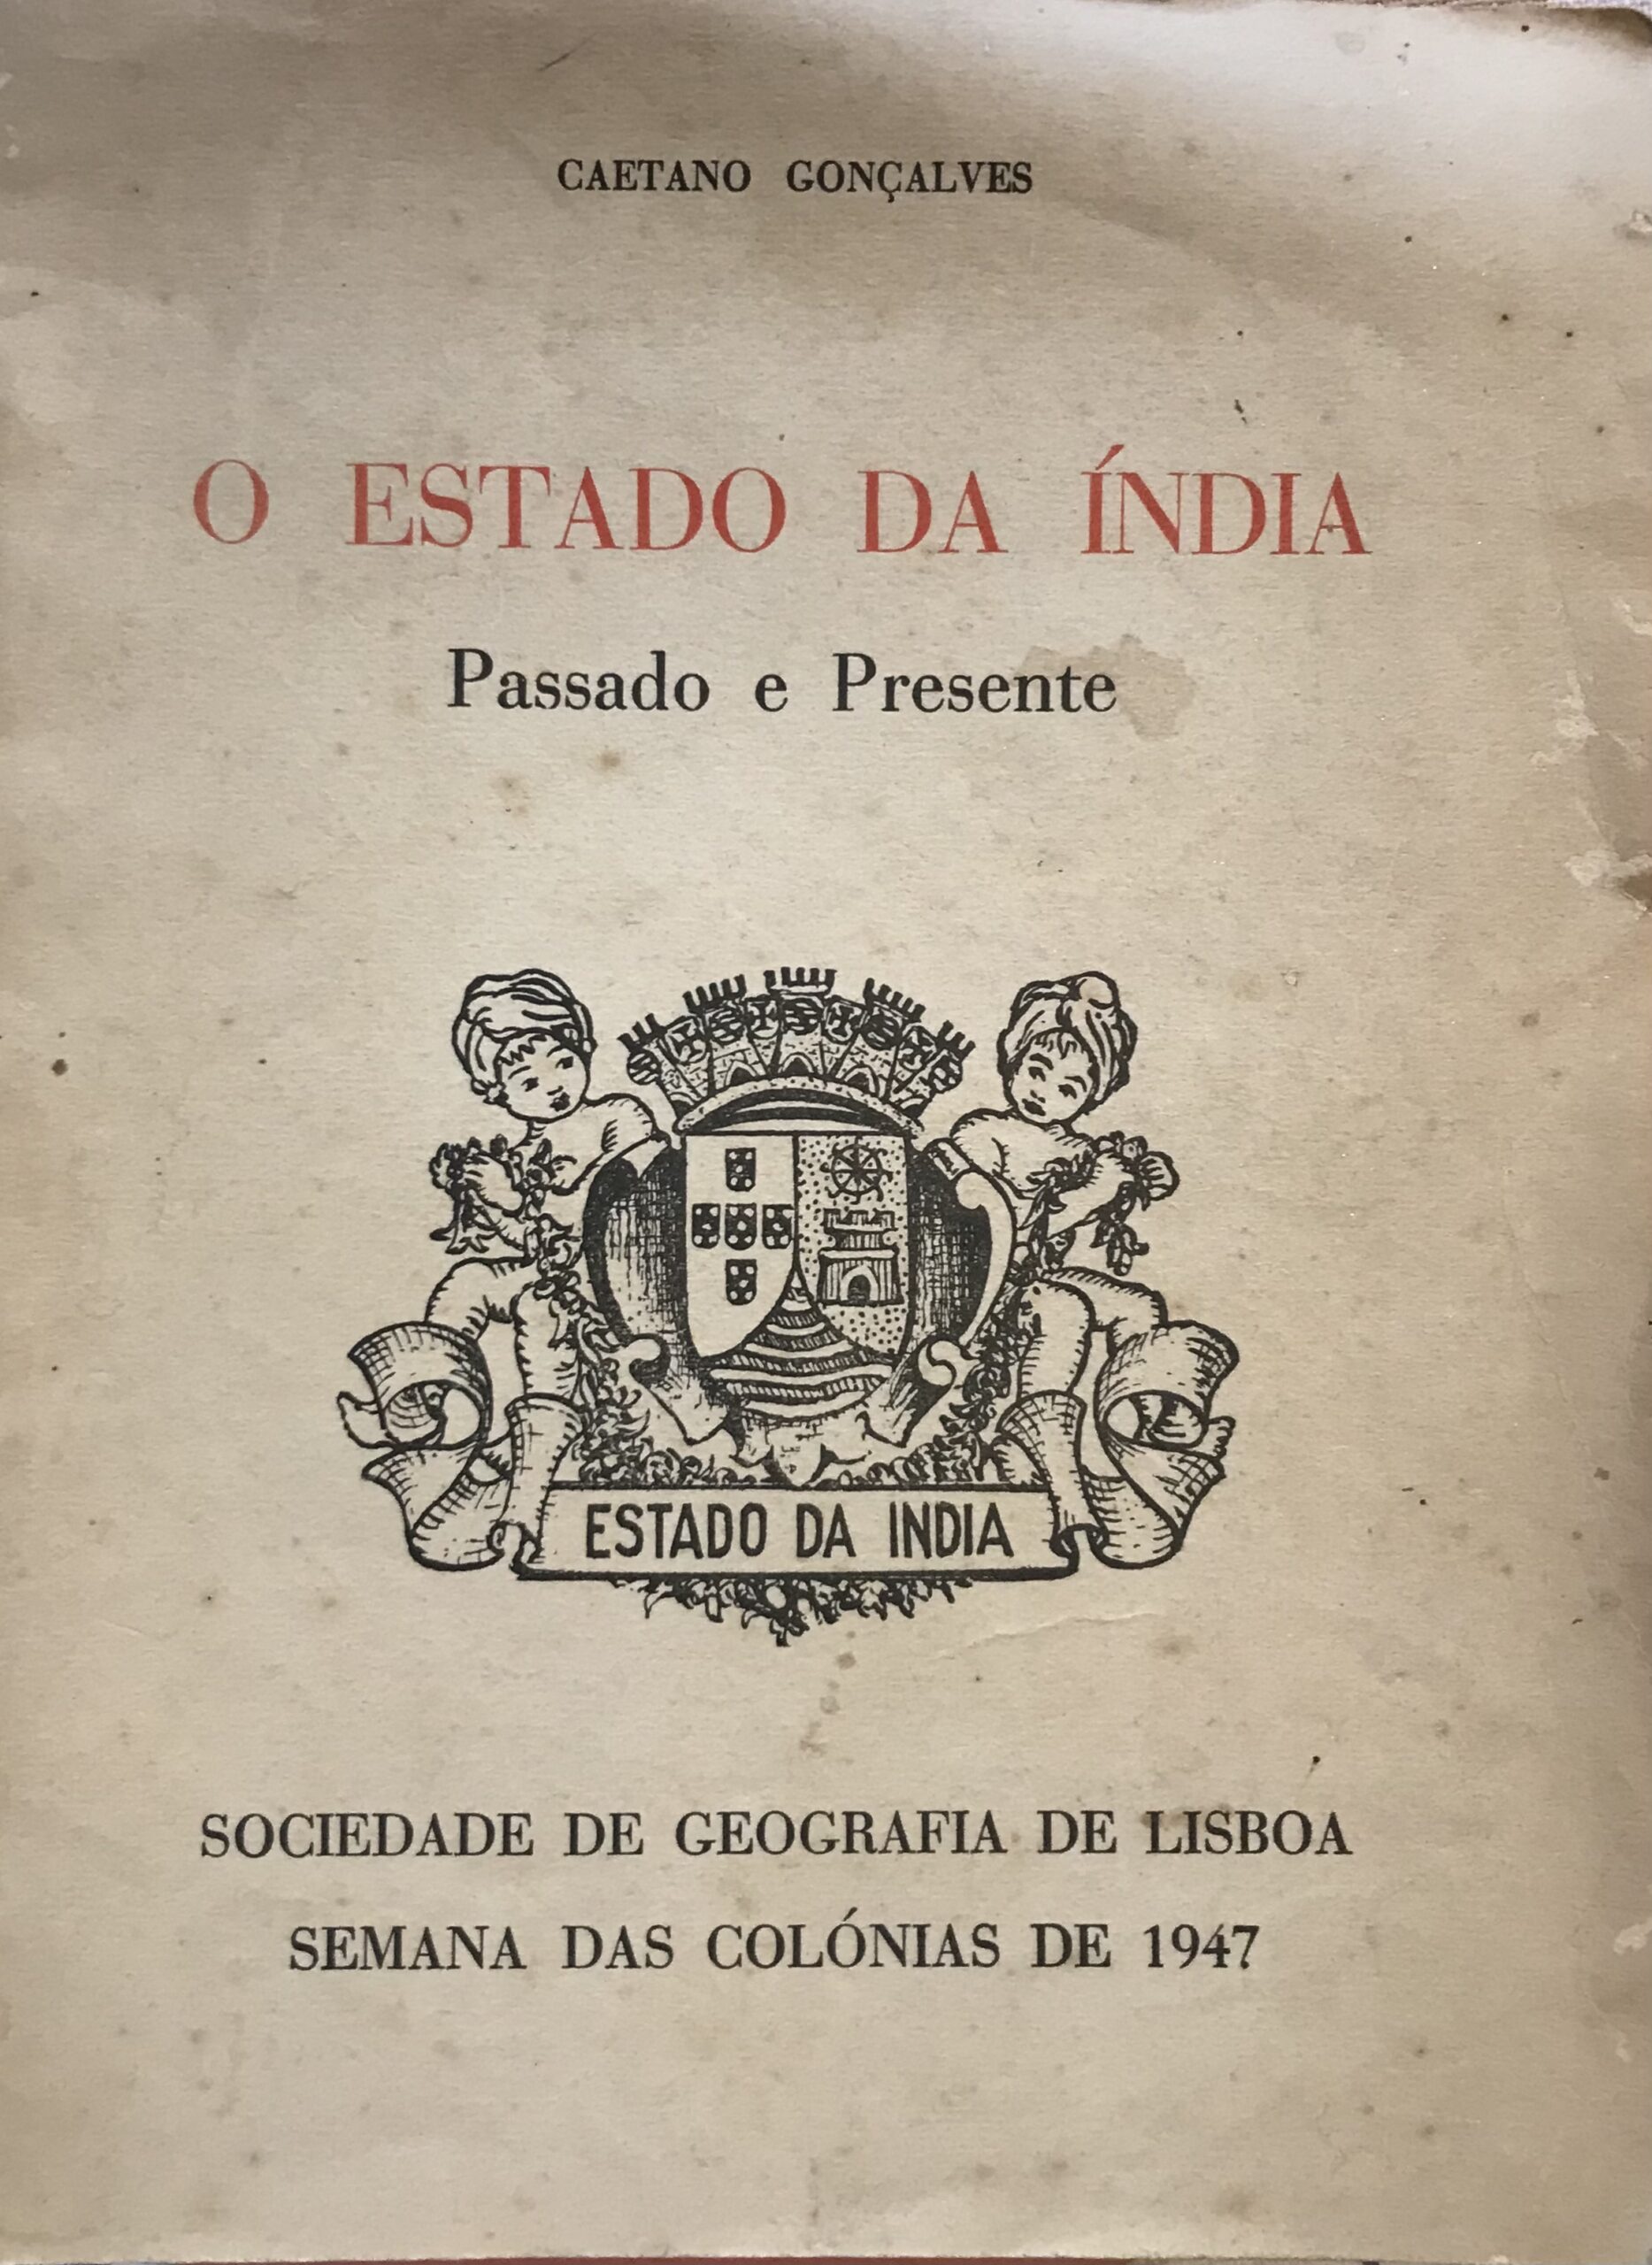 CAETANO GONÇALVES
O ESTADO DA ÍNDIA
Passado e Presente
ESTADO DA INDIA
SOCIEDADE DE GEOGRAFIA DE LISBOA
SEMANA DAS COLÓNIAS DE 1947